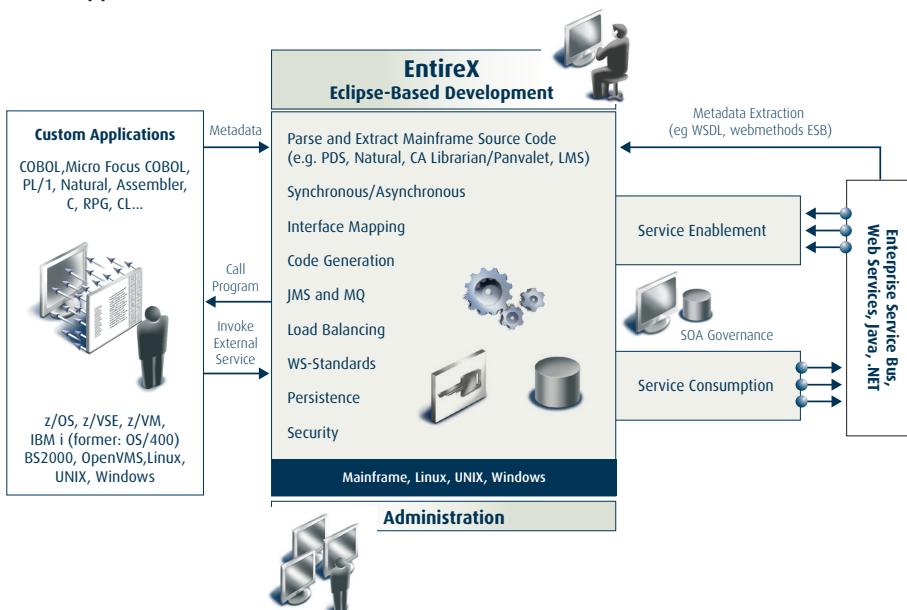 EntireX
Eclipse-Based Development
Custom Applications
COBOL,Micro Focus COBOL,
PL/1, Natural, Assembler,
C, RPG, CL...
z/OS, z/VSE, z/VM,
IBM i (former: OS/400)
BS2000, OpenVMS,Linux,
UNIX, Windows
Metadata
Call
Program
Invoke
External
Service
Parse and Extract Mainframe Source Code
(e.g. PDS, Natural, CA Librarian/Panvalet, LMS)
Synchronous/Asynchronous
Interface Mapping
Code Generation
JMS and MQ
Load Balancing
WS-Standards
Persistence
Security
Mainframe, Linux, UNIX, Windows
Administration
Metadata Extraction
(eg WSDL, webmethods ESB)
Service Enablement
SOA Governance
Service Consumption
Enterprise Service Bus,
Web Services, Java, .NET